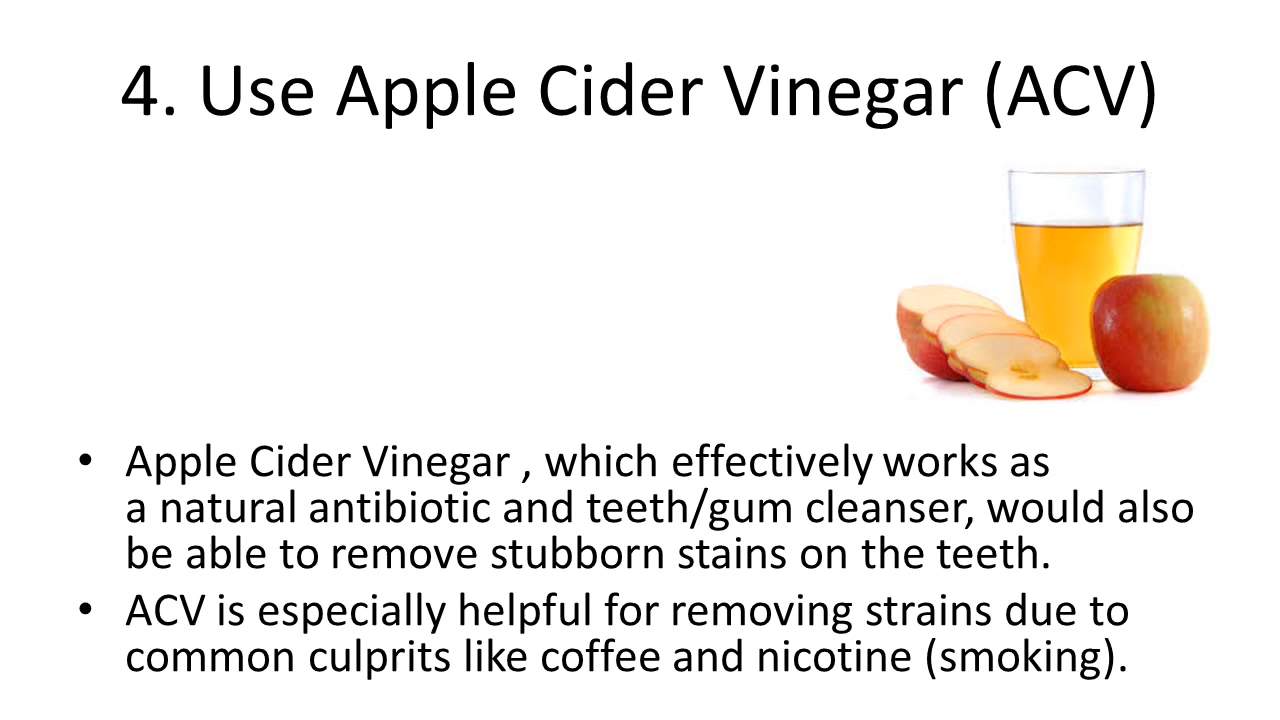 4. Use Apple Cider Vinegar (ACV)
• Apple Cider Vinegar , which effectively works as
a natural antibiotic and teeth/gum cleanser, would also
be able to remove stubborn stains on the teeth.
• ACV is especially helpful for removing strains due to
common culprits like coffee and nicotine (smoking).